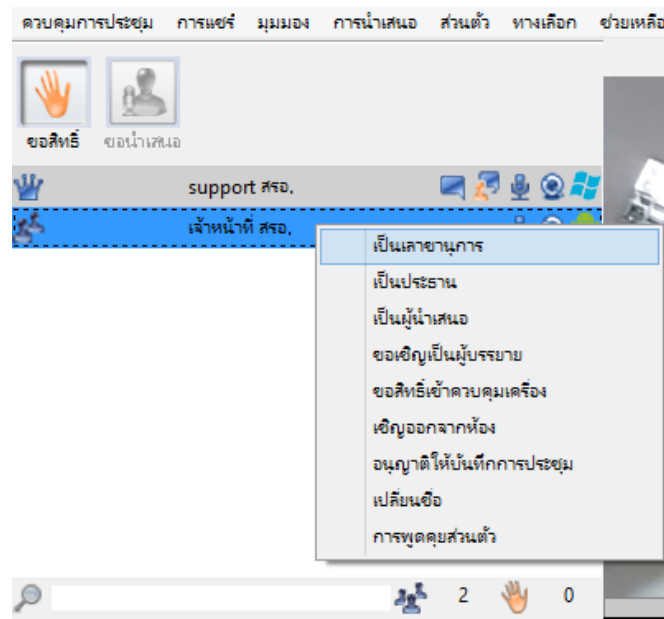 ควบคุมการประชุม การแชร์ มุมมอง การนำเสนอ ส่วนตัว ทางเลือก ช่วยเหลือ
ขอสิทธิ์ ขอนำเสนอ
support สรอ.
เจ้าหน้าที่ สรอ.
เป็นเลาขานุการ
เป็นประธาน
เป็นผู้นำเสนอ
ขอเชิญเป็นผู้บรรยาย
ขอสิทธิ์เข้าควบคุมเครื่อง
เชิญออกจากห้อง
อนุญาติให้บันทึกการประชุม
เปลี่ยนชื่อ
การพูดคุยส่วนตัว
2 0